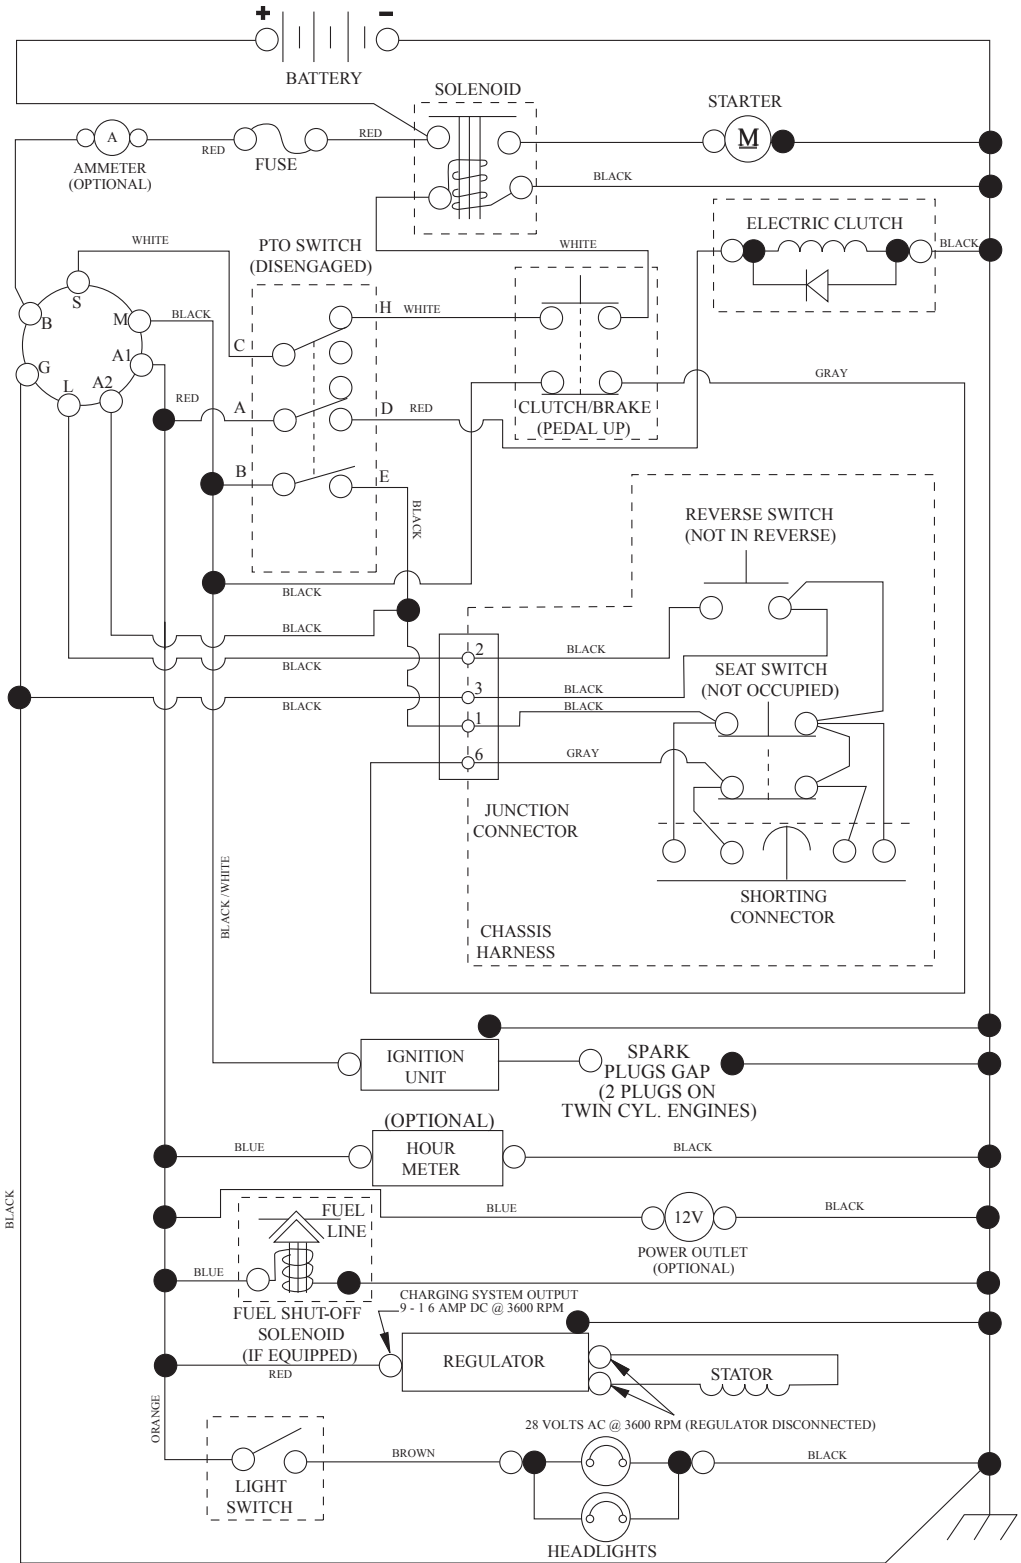 + -
BATTERY
SOLENOID
STARTER
A
M
RED
FUSE
RED
AMMETER
(OPTIONAL)
BLACK
ELECTRIC CLUTCH
WHITE
PTO SWITCH
(DISENGAGED)
WHITE
BLACK
S
H
WHITE
B
M
BLACK
C
A1
G
GRAY
L
A2
RED
A
D
RED
CLUTCH/BRAKE
(PEDAL UP)
B
E
BLACK
REVERSE SWITCH
(NOT IN REVERSE)
BLACK
BLACK
2
BLACK
BLACK
SEAT SWITCH
(NOT OCCUPIED)
3
BLACK
BLACK
BLACK
1
6
GRAY
JUNCTION
CONNECTOR
BLACK /WHITE
SHORTING
CONNECTOR
CHASSIS
HARNESS
IGNITION
UNIT
SPARK
PLUGS GAP
(2 PLUGS ON
TWIN CYL. ENGINES)
(OPTIONAL)
BLUE
HOUR
METER
BLACK
BLACK
FUEL
LINE
BLUE
12V
BLACK
POWER OUTLET
(OPTIONAL)
BLUE
CHARGING SYSTEM OUTPUT
9 - 1 6 AMP DC @ 3600 RPM
FUEL SHUT-OFF
SOLENOID
(IF EQUIPPED)
RED
REGULATOR
STATOR
ORANGE
28 VOLTS AC @ 3600 RPM (REGULATOR DISCONNECTED)
BROWN
BLACK
LIGHT
SWITCH
HEADLIGHTS